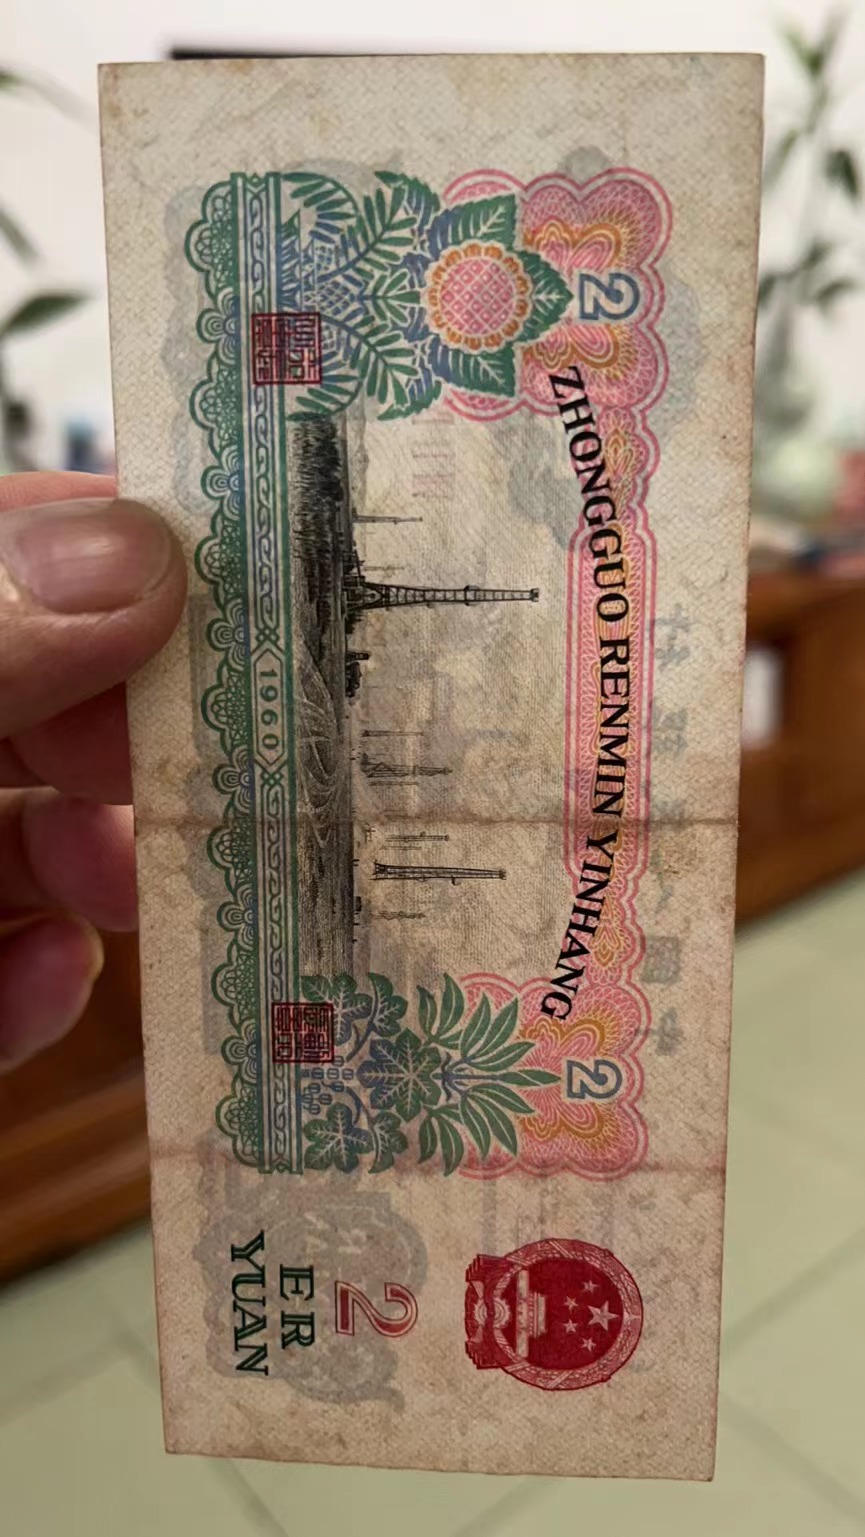 ZHONGGUO RENMIN YINHANG
2
2
1960
2
ER
YUAN